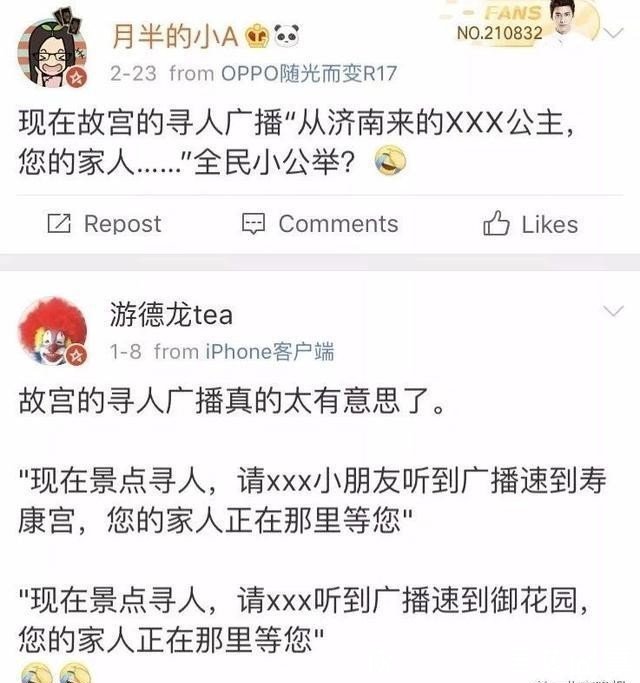 FANS
月半的小A
NO.210832
2-23 from OPPO随光而变R17
现在故宫的寻人广播“从济南来的XXX公主，
您的家人......”全民小公举？
Repost Comments Likes
游德龙tea
1-8 from iPhone客户端
故宫的寻人广播真的太有意思了。
"现在景点寻人，请xxx小朋友听到广播速到寿
康宫，您的家人正在那里等您"
"现在景点寻人，请xxx听到广播速到御花园，
您的家人正在那里等您"